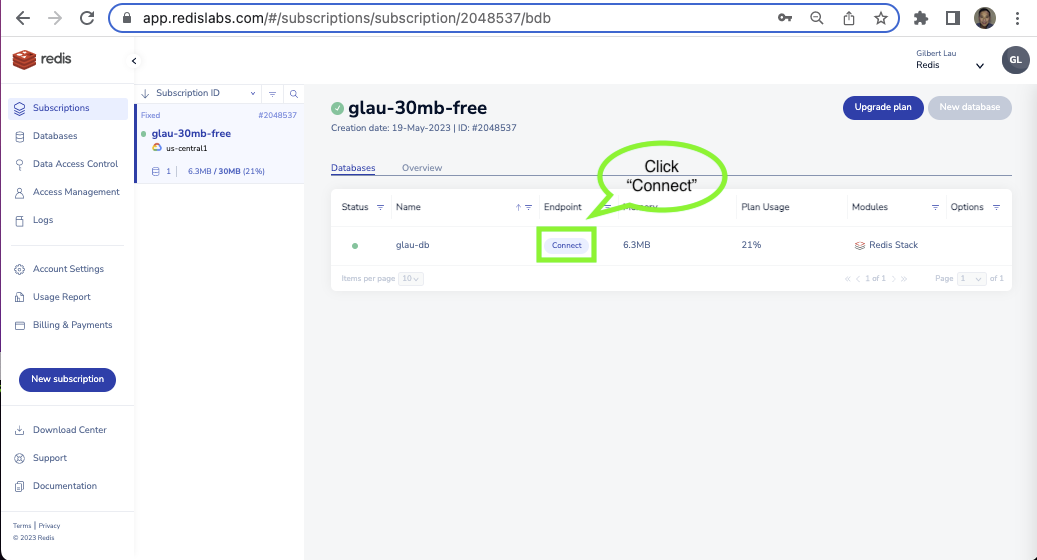 app.redislabs.com/#/subscriptions/subscription/2048537/bdb
redis
Gilbert Lau
Redis
GL
Subscriptions
Databases
Data Access Control
Access Management
Logs
Account Settings
Usage Report
Billing & Payments
New subscription
Download Center
Support
Documentation
Terms | Privacy
© 2023 Redis
Subscription ID
Fixed #2048537
glau-30mb-free
us-central1
1 6.3MB / 30MB (21%)
glau-30mb-free
Creation date: 19-May-2023 | ID: #2048537
Upgrade plan
New database
Databases Overview
Click
“Connect”
Status Name Endpoint Memory Plan Usage Modules Options
glau-db Connect 6.3MB 21% Redis Stack
Items per page 10 « < 1 of 1 > » Page 1 of 1